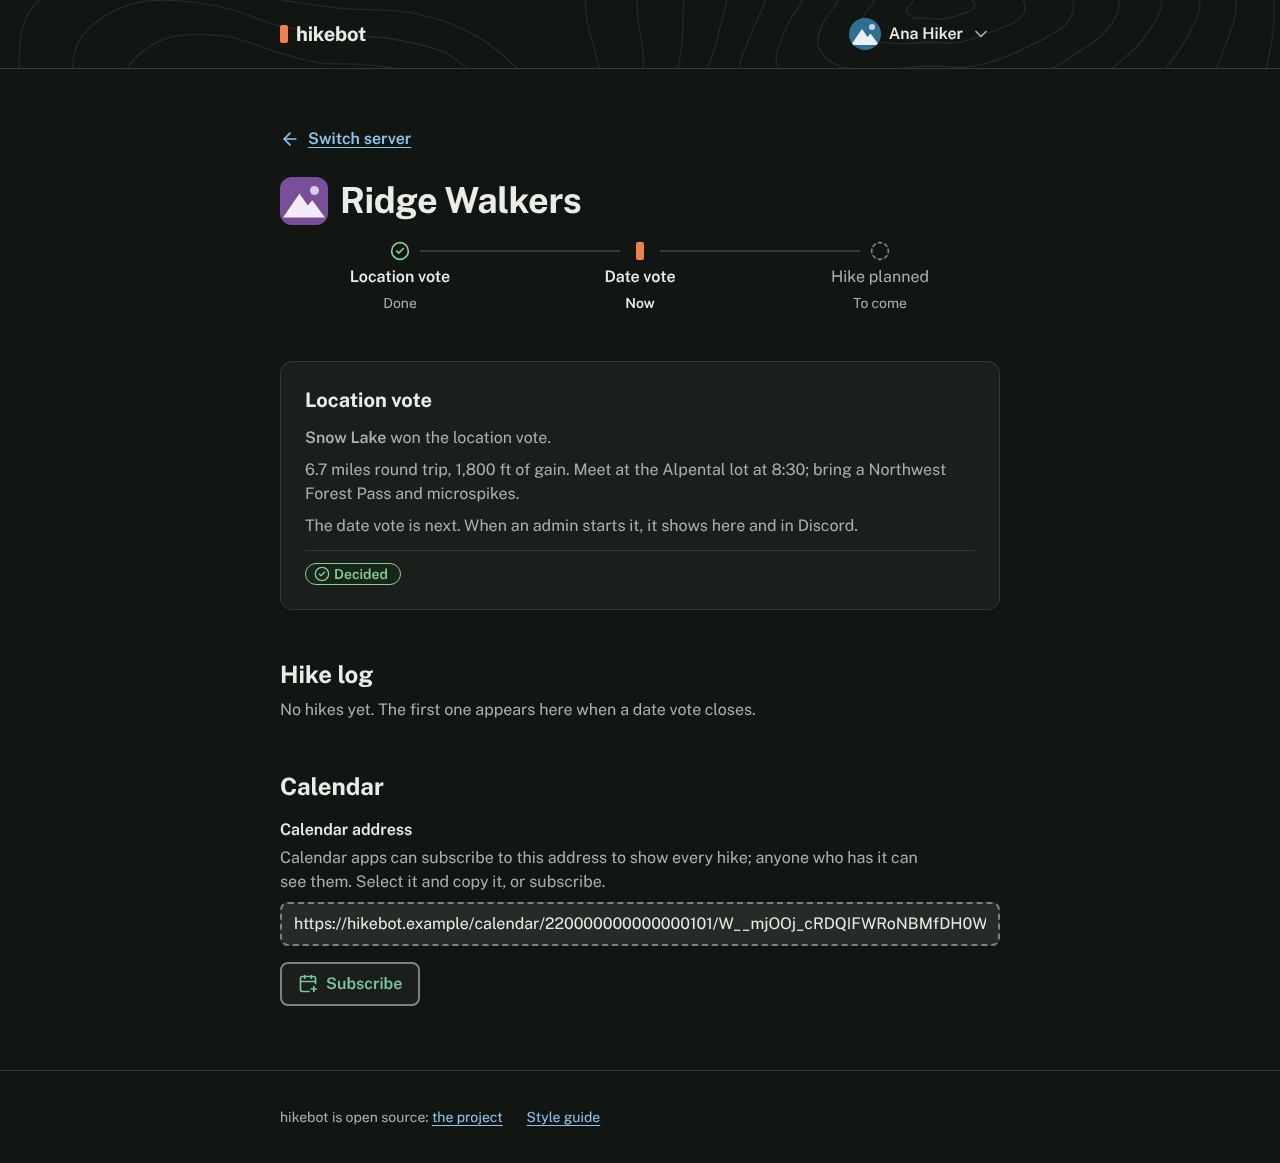 hikebot
Ana Hiker
Switch server
Ridge Walkers
Location vote
Done
Date vote
Now
Hike planned
To come
Location vote
Snow Lake won the location vote.
6.7 miles round trip, 1,800 ft of gain. Meet at the Alpental lot at 8:30; bring a Northwest
Forest Pass and microspikes.
The date vote is next. When an admin starts it, it shows here and in Discord.
Decided
Hike log
No hikes yet. The first one appears here when a date vote closes.
Calendar
Calendar address
Calendar apps can subscribe to this address to show every hike; anyone who has it can
see them. Select it and copy it, or subscribe.
https://hikebot.example/calendar/220000000000000101/W__mjOOj_cRDQIFWRoNBMfDH0W
Subscribe
hikebot is open source: the project
Style guide